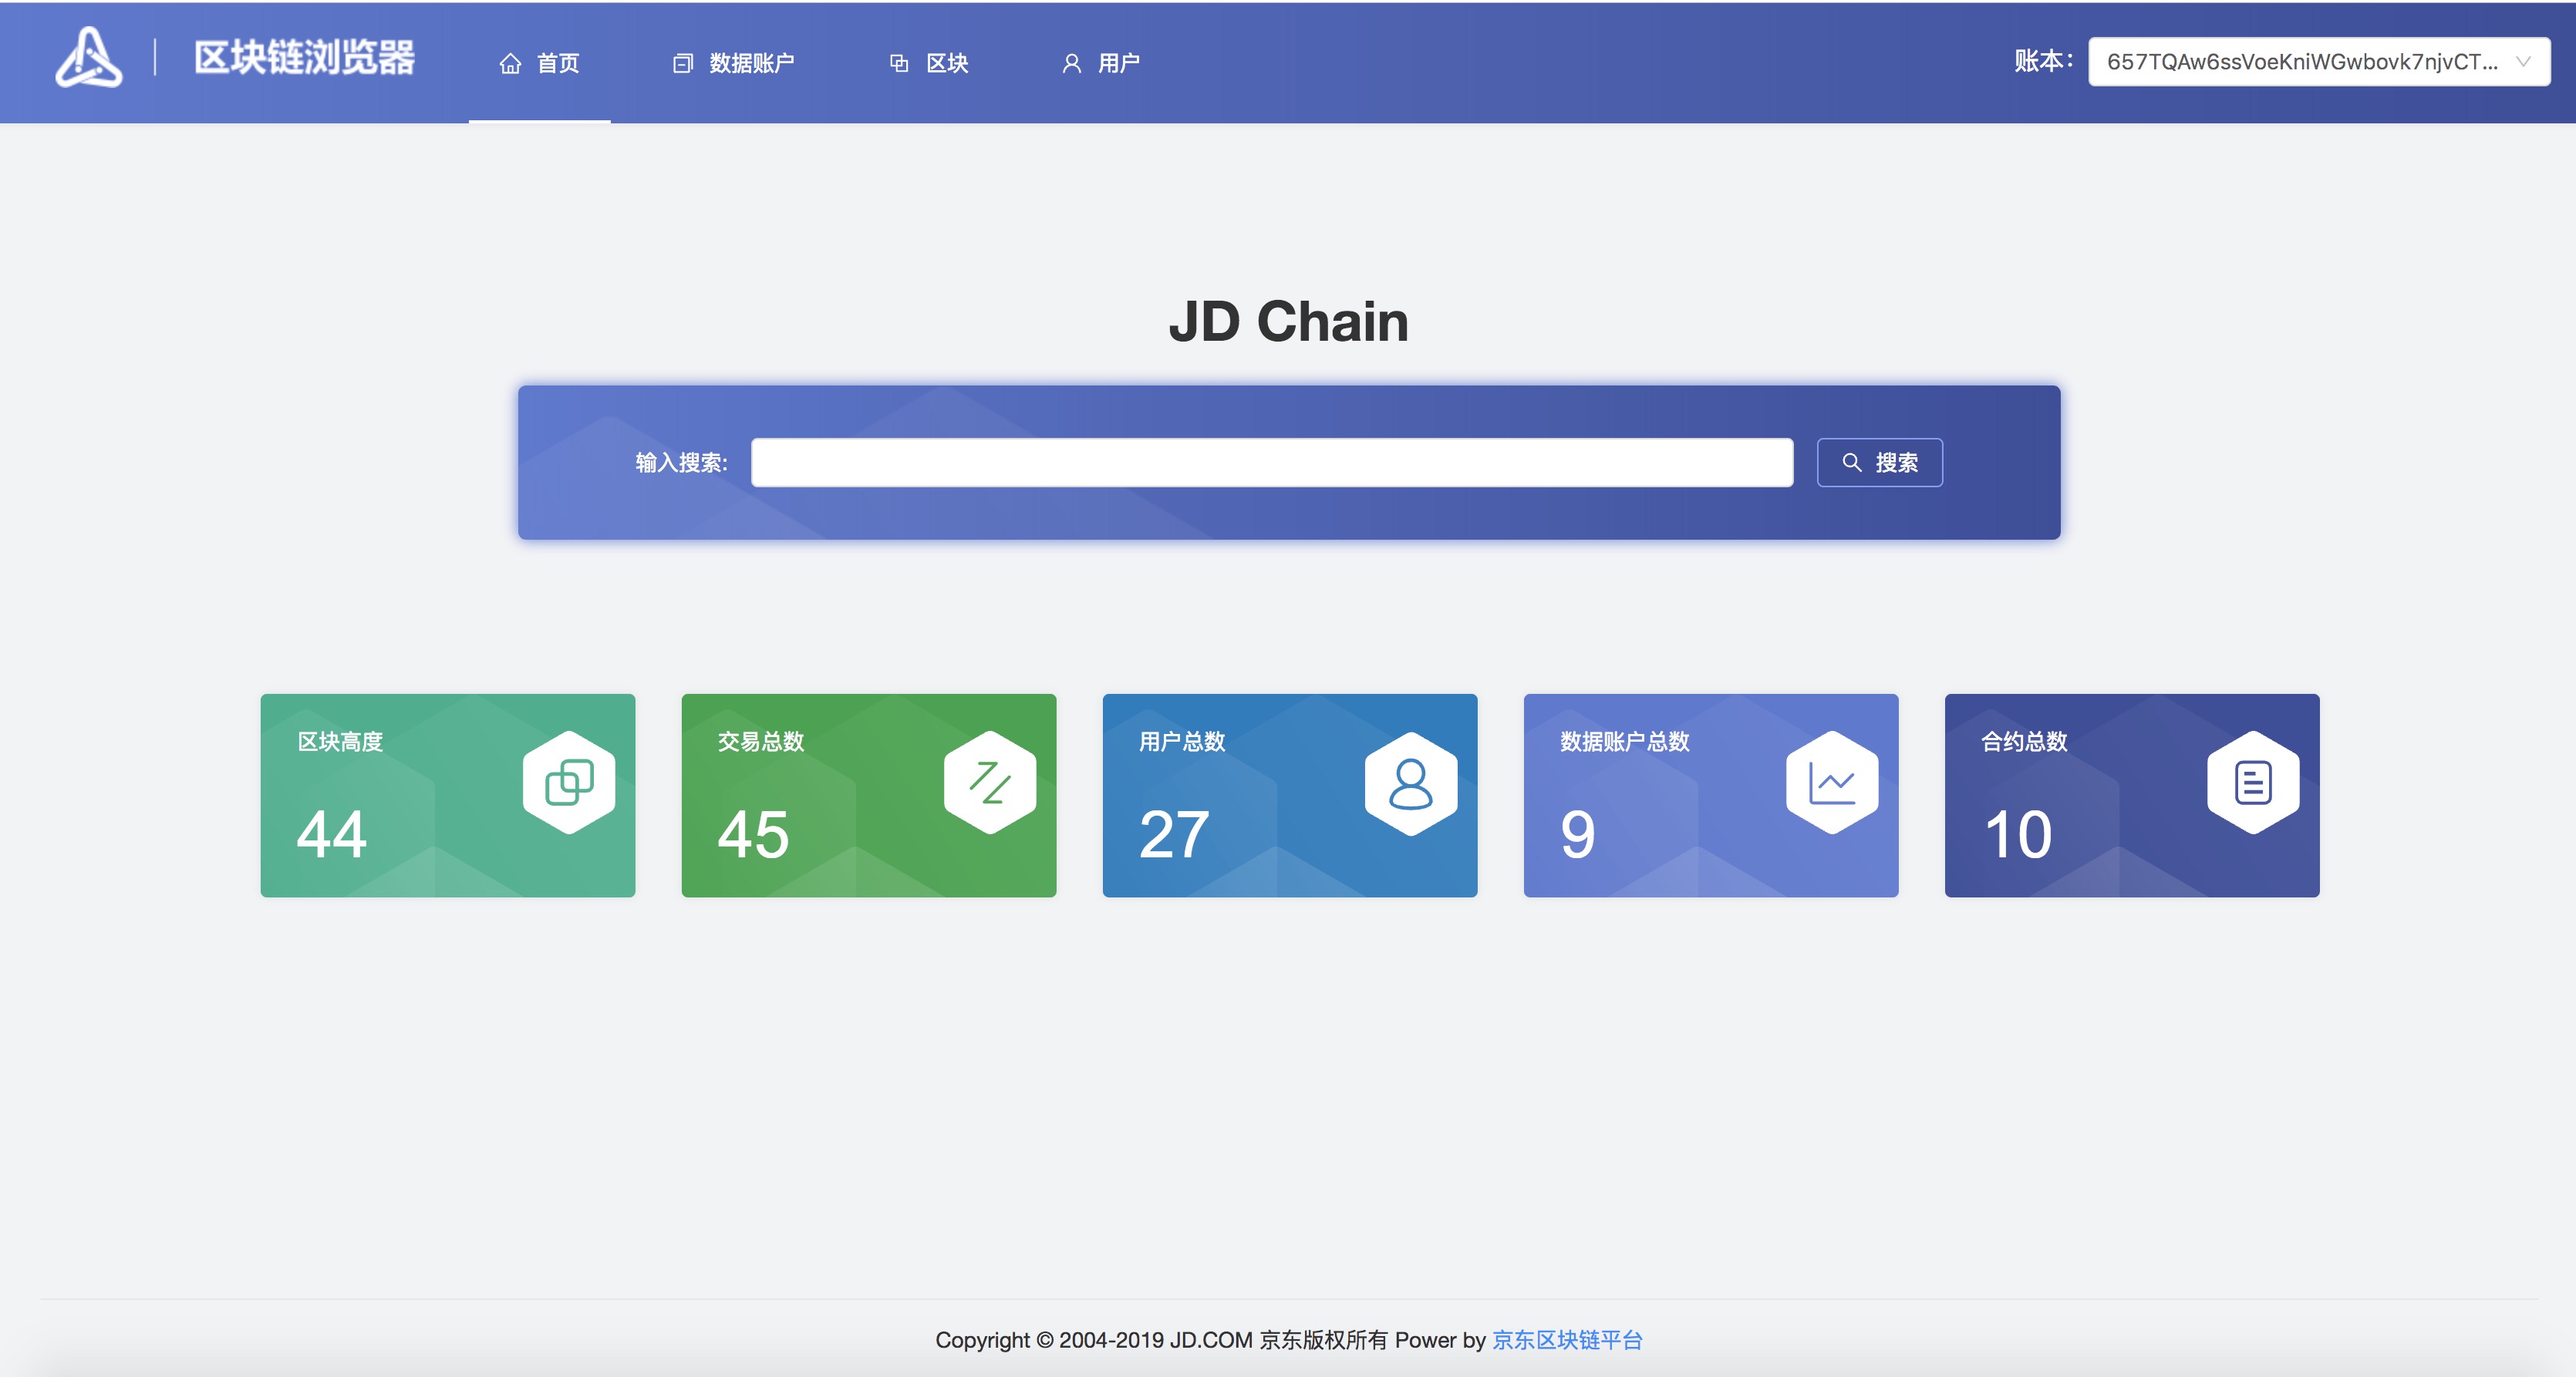 区块链浏览器
首页
数据账户
区块
用户
账本：
657TQAw6ssVoeKniWGwbovk7njvCT...
JD Chain
输入搜索:
搜索
区块高度
44
交易总数
45
用户总数
27
数据账户总数
9
合约总数
10
Copyright © 2004-2019 JD.COM 京东版权所有 Power by 京东区块链平台